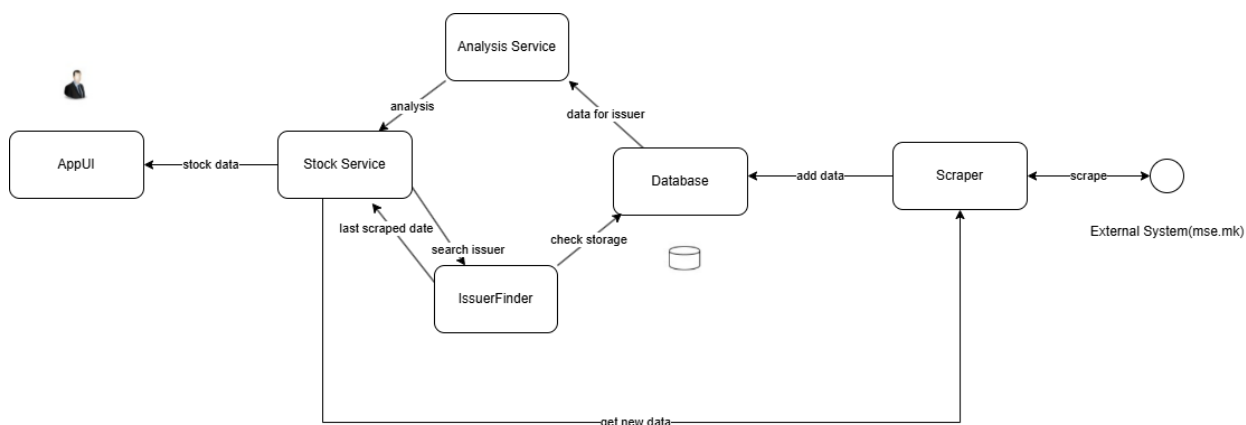 Analysis Service
analysis
data for issuer
AppUI
stock data
Stock Service
Database
add data
Scraper
scrape
External System(mse.mk)
last scraped date
search issuer
check storage
IssuerFinder
get new data